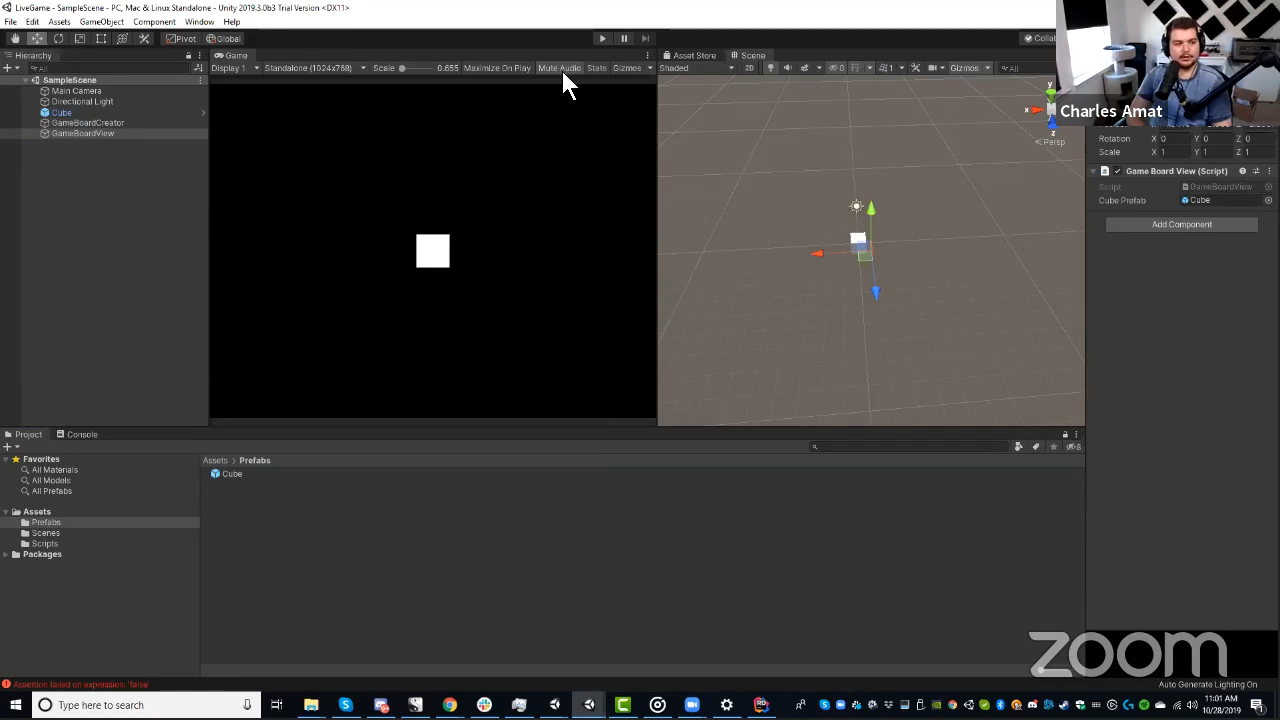 LiveGame - SampleScene - PC, Mac & Linux Standalone - Unity 2019.3.0b3 Trial Version <DX11>
File Edit Assets GameObject Component Window Help
Pivot Global
Collab
Hierarchy
All
SampleScene
Main Camera
Directional Light
Cube
GameBoardCreator
GameBoardView
Game
Display 1 Standalone (1024x768) Scale 0.655 Maximize On Play Mute Audio Stats Gizmos
Asset Store Scene
Shaded 2D 0 1 Gizmos All
y
x
z
< Persp
Charles Amat
Rotation X 0 Y 0 Z 0
Scale X 1 Y 1 Z 1
Game Board View (Script)
Script GameBoardView
Cube Prefab Cube
Add Component
Project Console
8
Favorites
All Materials
All Models
All Prefabs
Assets
Prefabs
Scenes
Scripts
Packages
Assets > Prefabs
Cube
zoom
Assertion failed on expression: 'false'
Auto Generate Lighting On
Type here to search
11:01 AM
10/28/2019